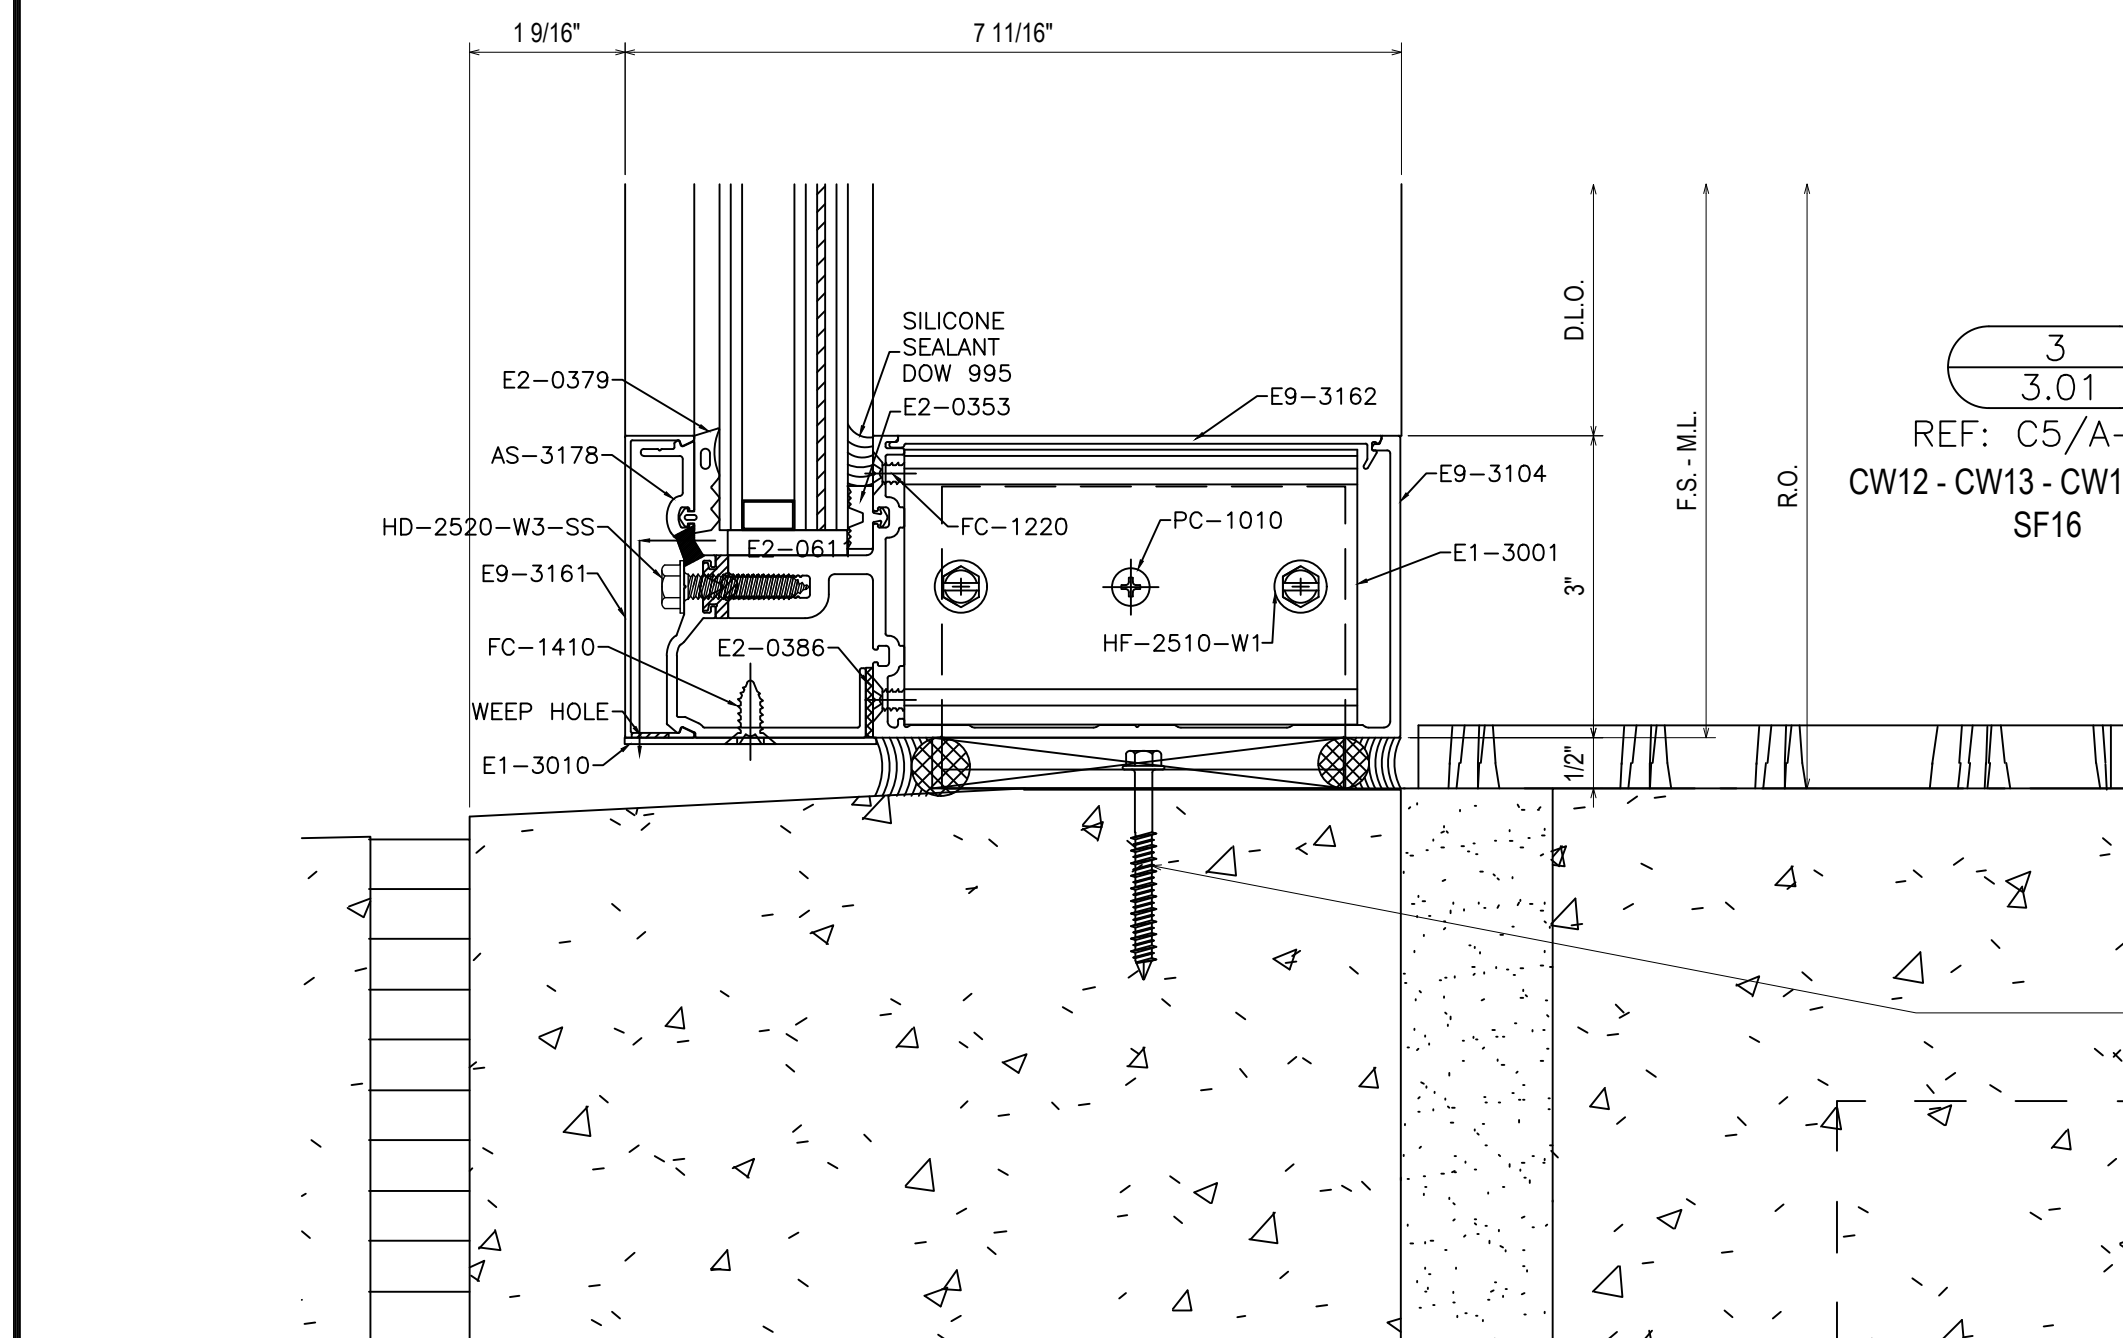 1 9/16"
7 11/16"
SILICONE
SEALANT
DOW 995
E2-0379
E2-0353
E9-3162
D.L.O.
3
3.01
REF: C5/A-
CW12 - CW13 - CW1
SF16
AS-3178
E9-3104
F.S. - M.L.
R.O.
HD-2520-W3-SS
FC-1220
PC-1010
E2-061
E1-3001
E9-3161
3"
FC-1410
E2-0386
HF-2510-W1
WEEP HOLE
E1-3010
1/2"